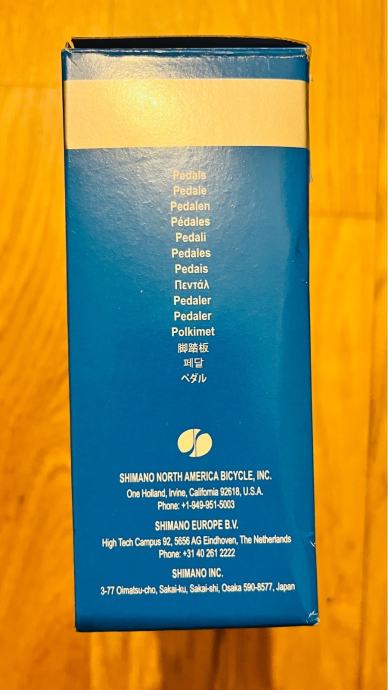 Pedals
Pedale
Pedalen
Pédales
Pedali
Pedales
Pedais
Πεντάλ
Pedaler
Pedaler
Polkimet
脚踏板
페달
ペダル
SHIMANO NORTH AMERICA BICYCLE, INC.
One Holland, Irvine, California 92618, U.S.A.
Phone: +1-949-951-5003
SHIMANO EUROPE B.V.
High Tech Campus 92, 5656 AG Eindhoven, The Netherlands
Phone: +31 40 261 2222
SHIMANO INC.
3-77 Oimatsu-cho, Sakai-ku, Sakai-shi, Osaka 590-8577, Japan